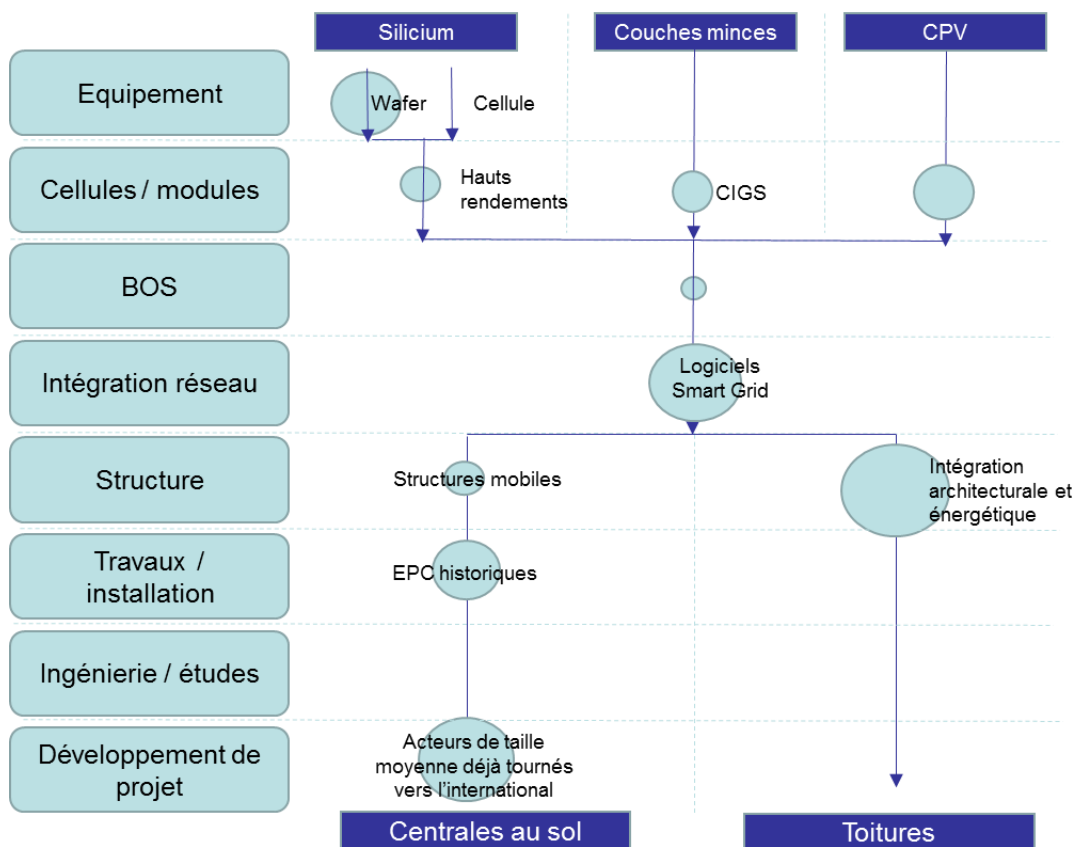 Silicium
Couches minces
CPV
Equipement
Wafer
Cellule
Cellules / modules
Hauts
rendements
CIGS
BOS
Intégration réseau
Logiciels
Smart Grid
Structure
Structures mobiles
Intégration
architecturale et
énergétique
Travaux /
installation
EPC historiques
Ingénierie / études
Développement de
projet
Acteurs de taille
moyenne déjà tournés
vers l'international
Centrales au sol
Toitures